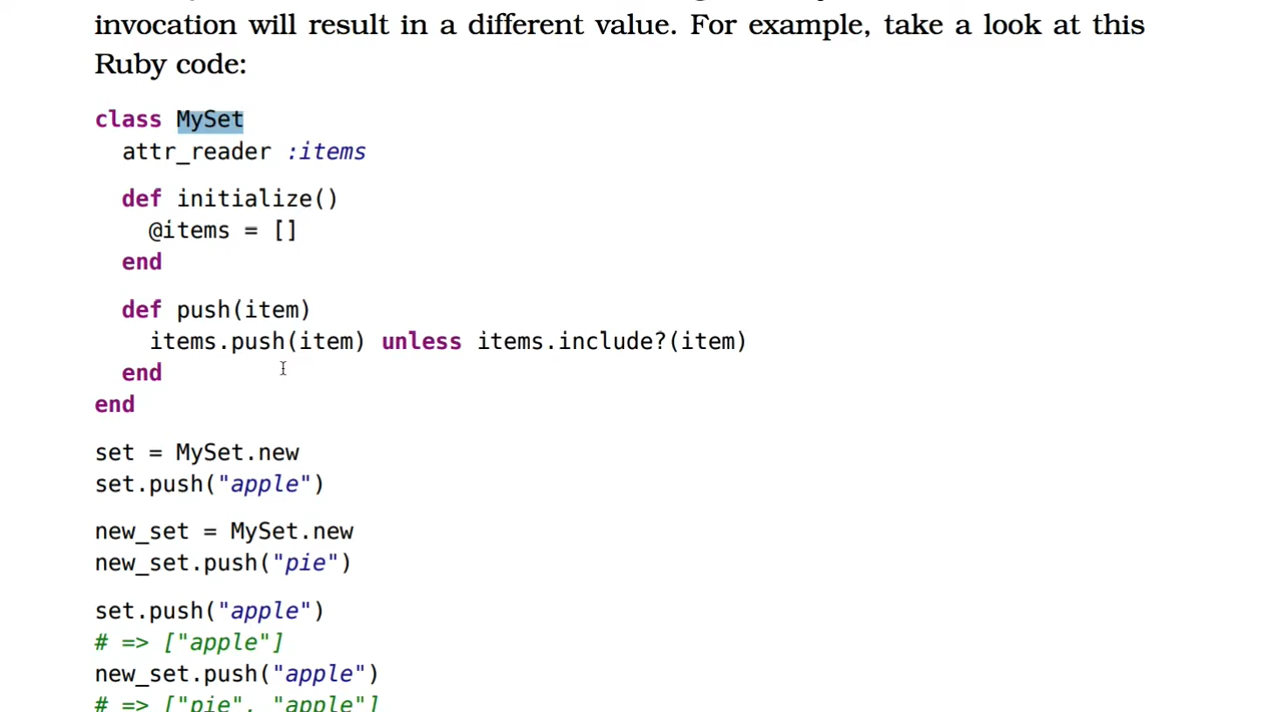 invocation will result in a different value. For example, take a look at this
Ruby code:
class MySet
attr_reader :items
def initialize()
@items = []
end
def push(item)
items.push(item) unless items.include?(item)
end
end
set = MySet.new
set.push("apple")
new_set = MySet.new
new_set.push("pie")
set.push("apple")
# => ["apple"]
new_set.push("apple")
# => ["pie", "apple"]